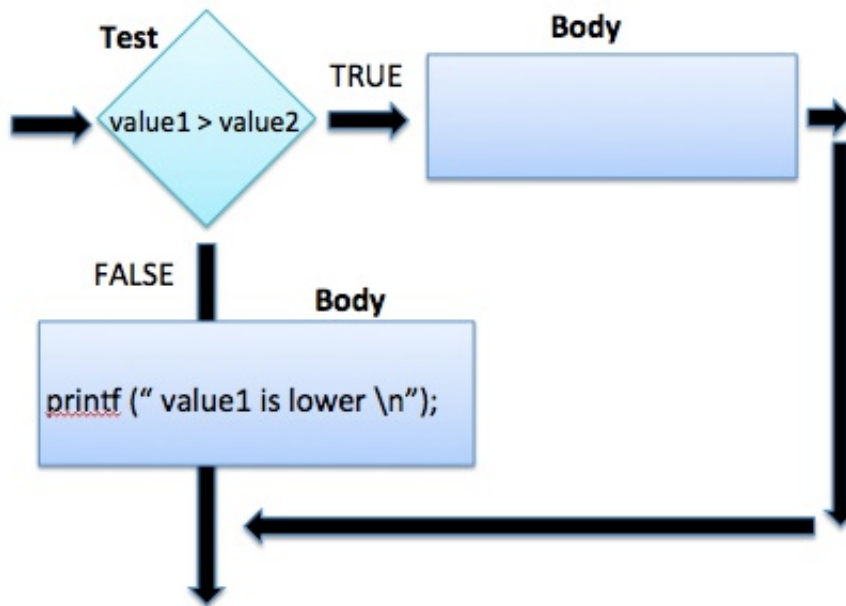 Test
Body
TRUE
value1 > value2
FALSE
Body
printf (“ value1 is lower \n”);